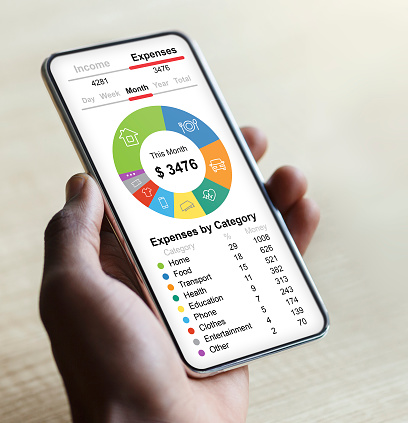 Income Expenses
4281 3476
Day Week Month Year Total
This Month
$ 3476
Expenses by Category
Category % Money
Home 29 1008
Food 18 626
Transport 15 521
Health 11 382
Education 9 313
Phone 7 243
Clothes 5 174
Entertainment 4 139
Other 2 70